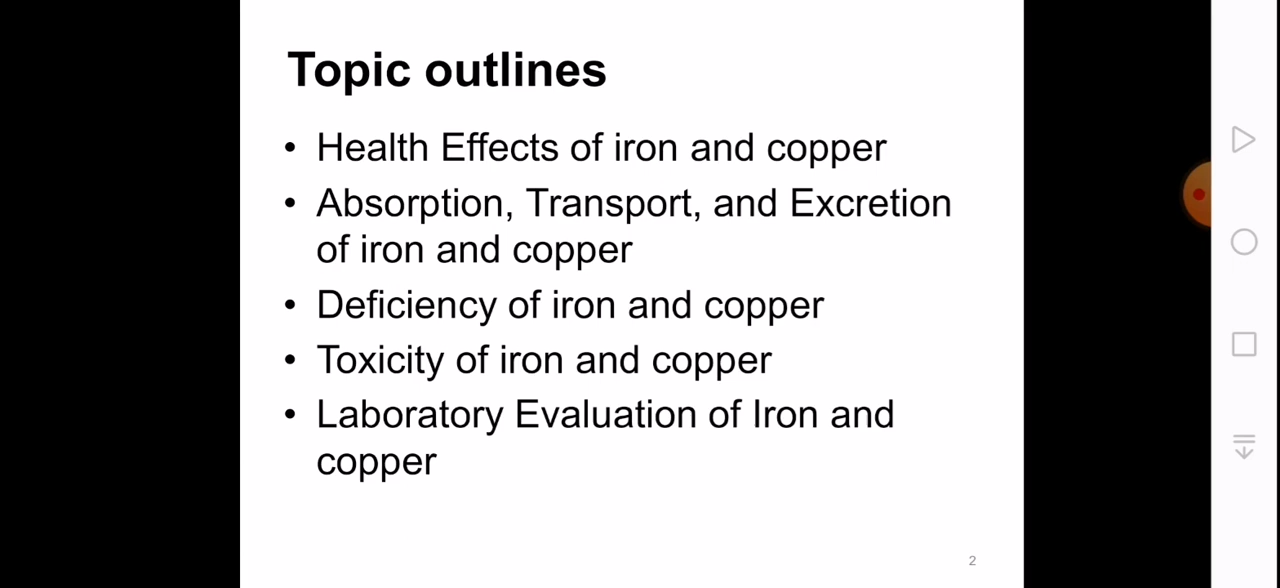 Topic outlines
• Health Effects of iron and copper
• Absorption, Transport, and Excretion
of iron and copper
• Deficiency of iron and copper
• Toxicity of iron and copper
• Laboratory Evaluation of Iron and
copper
2